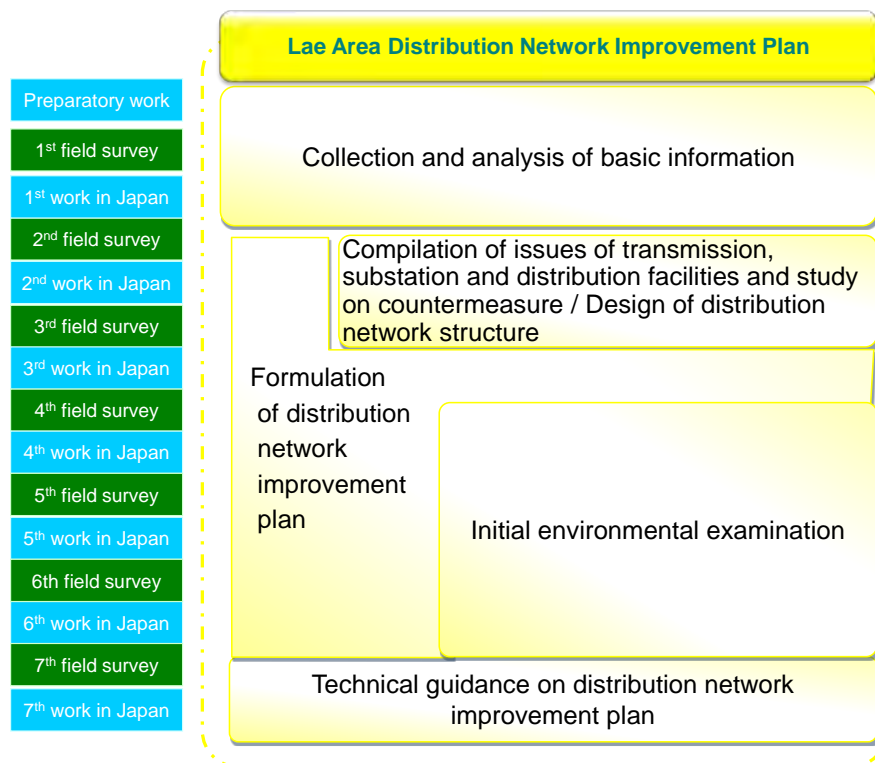 Lae Area Distribution Network Improvement Plan
Preparatory work
1st field survey
1st work in Japan
2nd field survey
2nd work in Japan
3rd field survey
3rd work in Japan
4th field survey
4th work in Japan
5th field survey
5th work in Japan
6th field survey
6th work in Japan
7th field survey
7th work in Japan
Collection and analysis of basic information
Compilation of issues of transmission,
substation and distribution facilities and study
on countermeasure / Design of distribution
network structure
Formulation
of distribution
network
improvement
plan
Initial environmental examination
Technical guidance on distribution network
improvement plan